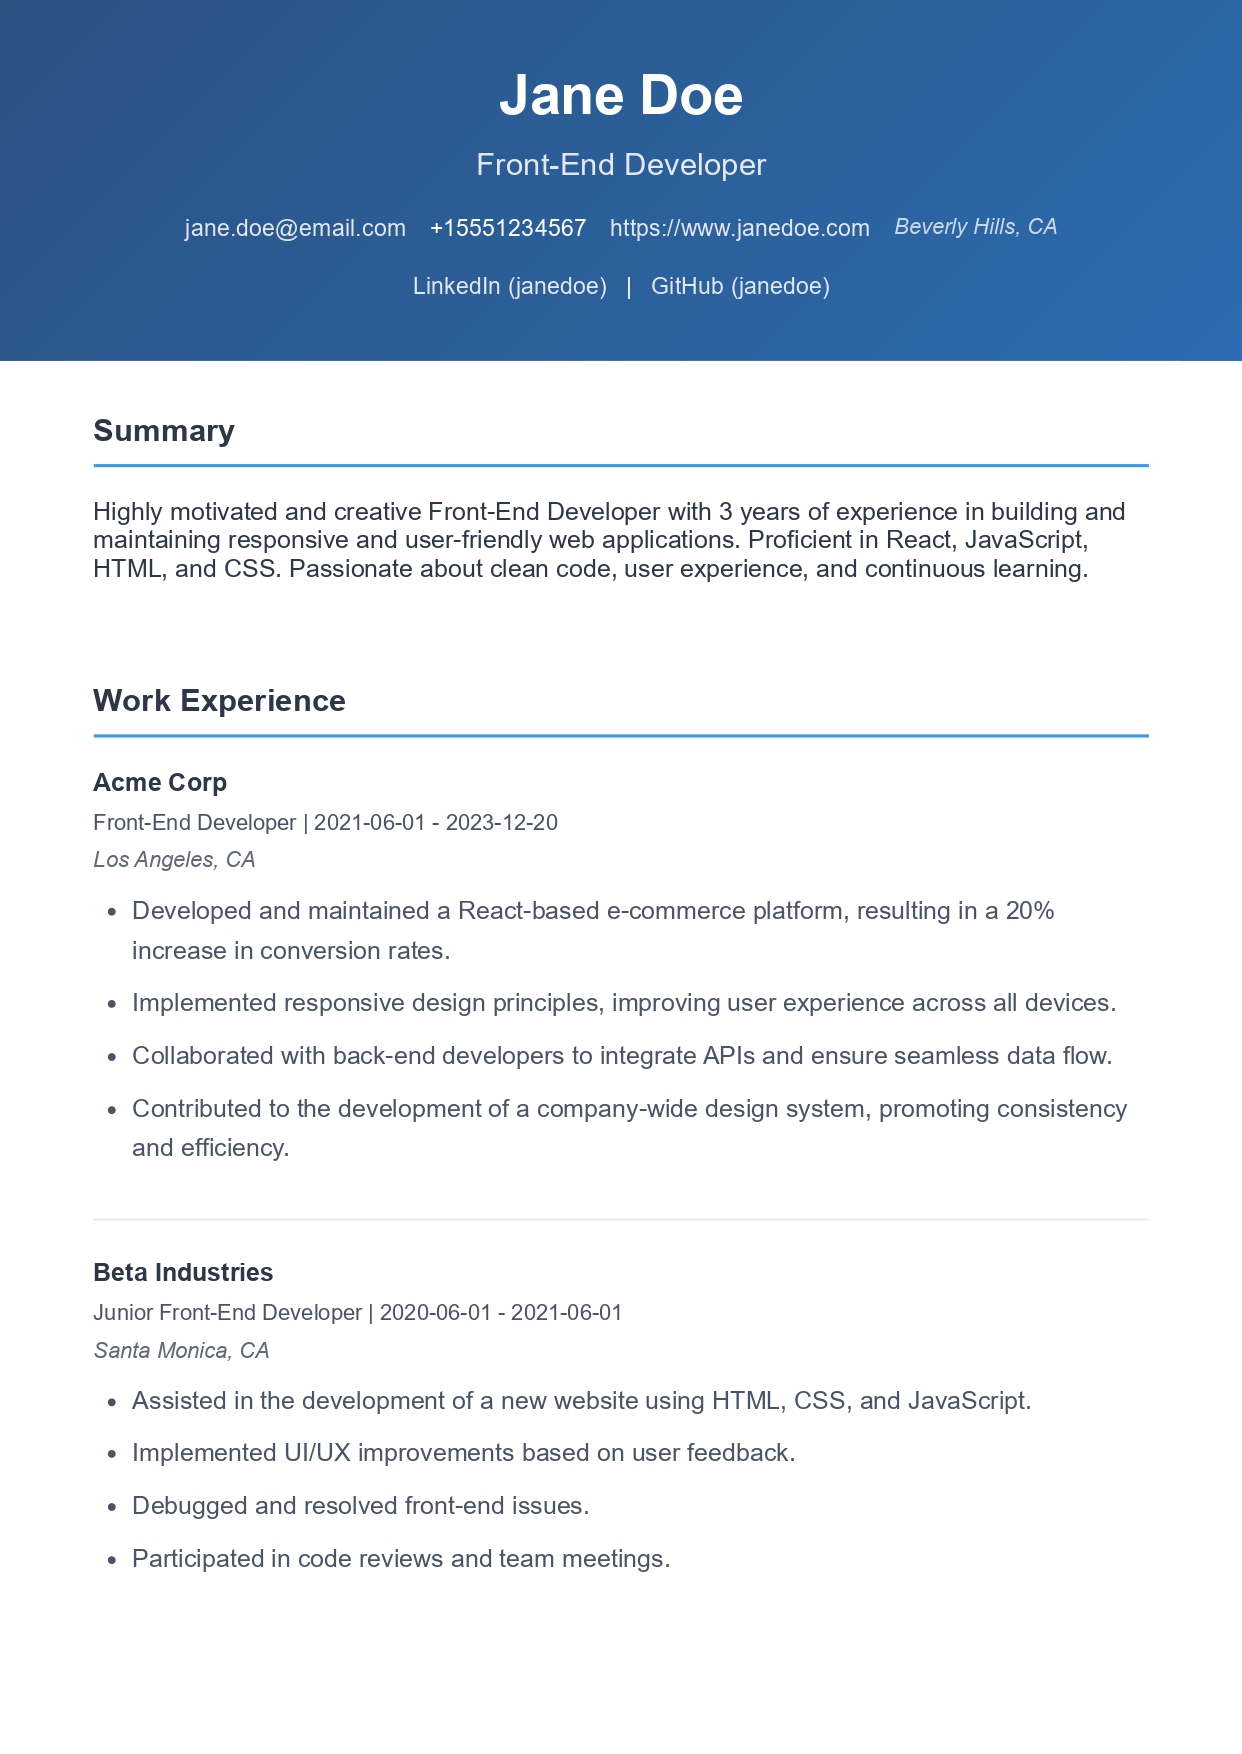 Jane Doe
Front-End Developer
jane.doe@email.com +15551234567 https://www.janedoe.com Beverly Hills, CA
LinkedIn (janedoe) | GitHub (janedoe)
Summary
Highly motivated and creative Front-End Developer with 3 years of experience in building and
maintaining responsive and user-friendly web applications. Proficient in React, JavaScript,
HTML, and CSS. Passionate about clean code, user experience, and continuous learning.
Work Experience
Acme Corp
Front-End Developer | 2021-06-01 - 2023-12-20
Los Angeles, CA
• Developed and maintained a React-based e-commerce platform, resulting in a 20%
increase in conversion rates.
• Implemented responsive design principles, improving user experience across all devices.
• Collaborated with back-end developers to integrate APIs and ensure seamless data flow.
• Contributed to the development of a company-wide design system, promoting consistency
and efficiency.
Beta Industries
Junior Front-End Developer | 2020-06-01 - 2021-06-01
Santa Monica, CA
• Assisted in the development of a new website using HTML, CSS, and JavaScript.
• Implemented UI/UX improvements based on user feedback.
• Debugged and resolved front-end issues.
• Participated in code reviews and team meetings.